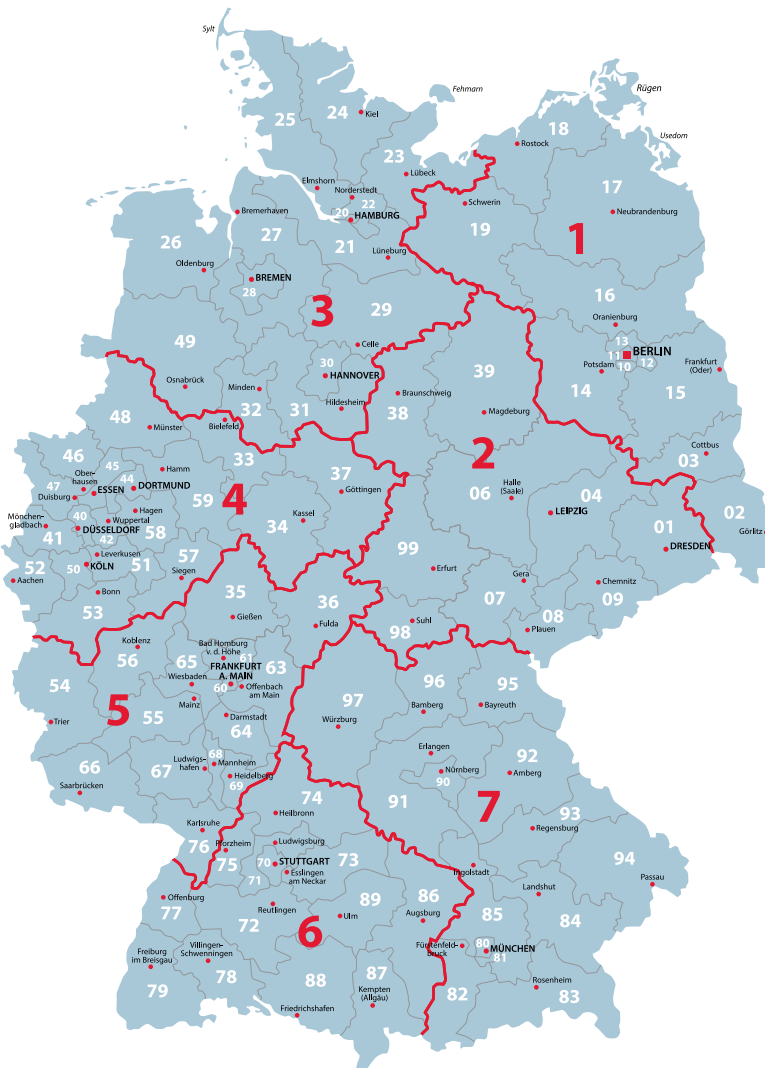 Sylt
24
Kiel
Fehmarn
Rügen
25
18
Usedom
Rostock
23
Lübeck
Elmshorn
Norderstedt
22
20
HAMBURG
Schwerin
17
Neubrandenburg
Bremerhaven
27
26
21
19
1
Lüneburg
Oldenburg
BREMEN
28
16
3
29
Oranienburg
49
Celle
13
BERLIN
11
10
12
Potsdam
Frankfurt
(Oder)
30
HANNOVER
39
14
15
Osnabrück
Minden
Braunschweig
48
32
31
Hildesheim
38
Magdeburg
Münster
Bielefeld
46
33
2
Cottbus
03
45
Hamm
Ober-
hausen
44
47
ESSEN
DORTMUND
Duisburg
37
Göttingen
Halle
(Saale)
06
04
59
4
Hagen
Mönchen-
gladbach
40
Wuppertal
DÜSSELDORF
41
42
58
34
Kassel
LEIPZIG
01
02
Görlitz
DRESDEN
Leverkusen
52
50
KÖLN
51
57
Siegen
99
Erfurt
Aachen
Bonn
Gera
Chemnitz
53
35
36
07
09
Gießen
Fulda
98
Suhl
08
Plauen
Koblenz
56
Bad Homburg
v. d. Höhe
61
65
FRANKFURT
A. MAIN
63
54
Wiesbaden
60
Offenbach
am Main
96
95
5
Mainz
97
Bamberg
Bayreuth
Trier
55
Darmstadt
64
Würzburg
Erlangen
92
66
67
68
Ludwigs-
hafen
Mannheim
Nürnberg
90
Amberg
Saarbrücken
Heidelberg
69
74
91
7
93
Heilbronn
Karlsruhe
Regensburg
76
Pforzheim
Ludwigsburg
75
70
STUTTGART
73
94
71
Esslingen
am Neckar
Ingolstadt
Passau
77
Offenburg
89
86
Landshut
72
Reutlingen
Ulm
Augsburg
85
84
6
Villingen-
Schwenningen
Fürstenfeld-
bruck
80
MÜNCHEN
81
Freiburg
im Breisgau
78
88
87
79
Kempten
(Allgäu)
82
Rosenheim
83
Friedrichshafen